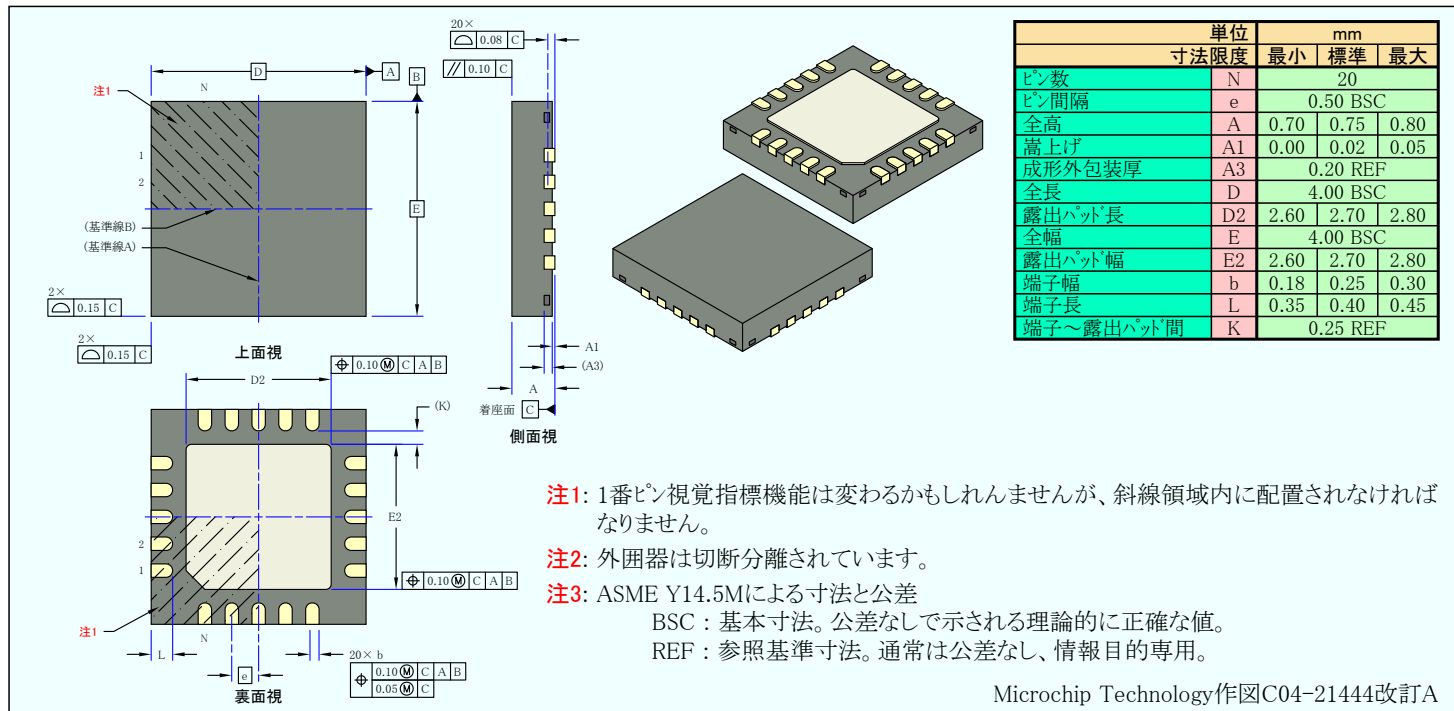 20×
0.08 C
// 0.10 C
D
A
B
N
注1
1
2
E
(基準線B)
(基準線A)
2×
0.15 C
2×
0.15 C
上面視
A1
(A3)
A
着座面 C
側面視
単位 mm
寸法限度 最小 標準 最大
ピン数 N 20
ピン間隔 e 0.50 BSC
全高 A 0.70 0.75 0.80
嵩上げ A1 0.00 0.02 0.05
成形外包装厚 A3 0.20 REF
全長 D 4.00 BSC
露出パッド長 D2 2.60 2.70 2.80
全幅 E 4.00 BSC
露出パッド幅 E2 2.60 2.70 2.80
端子幅 b 0.18 0.25 0.30
端子長 L 0.35 0.40 0.45
端子～露出パッド間 K 0.25 REF
⌖ 0.10 Ⓜ C A B
D2
(K)
E2
2
1
⌖ 0.10 Ⓜ C A B
注1
N
L
e
20× b
⌖ 0.10 Ⓜ C A B
0.05 Ⓜ C
裏面視
注1: 1番ピン視覚指標機能は変わるかもしれんませんが、斜線領域内に配置されなければ
なりません。
注2: 外囲器は切断分離されています。
注3: ASME Y14.5Mによる寸法と公差
BSC : 基本寸法。公差なしで示される理論的に正確な値。
REF : 参照基準寸法。通常は公差なし、情報目的専用。
Microchip Technology作図C04-21444改訂A